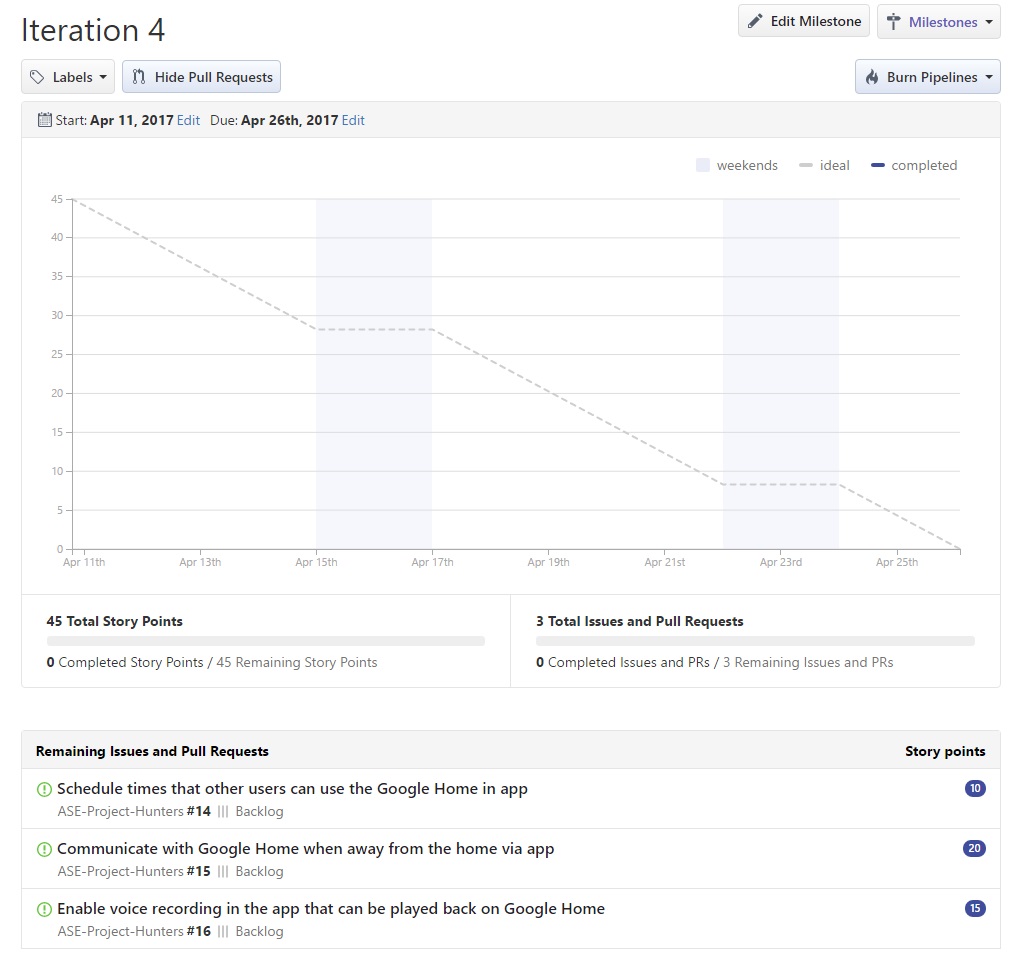 Iteration 4
Edit Milestone
Milestones
Labels
Hide Pull Requests
Burn Pipelines
Start: Apr 11, 2017 Edit Due: Apr 26th, 2017 Edit
weekends ideal completed
45
40
35
30
25
20
15
10
5
0
Apr 11th Apr 13th Apr 15th Apr 17th Apr 19th Apr 21st Apr 23rd Apr 25th
45 Total Story Points
0 Completed Story Points / 45 Remaining Story Points
3 Total Issues and Pull Requests
0 Completed Issues and PRs / 3 Remaining Issues and PRs
Remaining Issues and Pull Requests Story points
Schedule times that other users can use the Google Home in app 10
ASE-Project-Hunters #14 Backlog
Communicate with Google Home when away from the home via app 20
ASE-Project-Hunters #15 Backlog
Enable voice recording in the app that can be played back on Google Home 15
ASE-Project-Hunters #16 Backlog